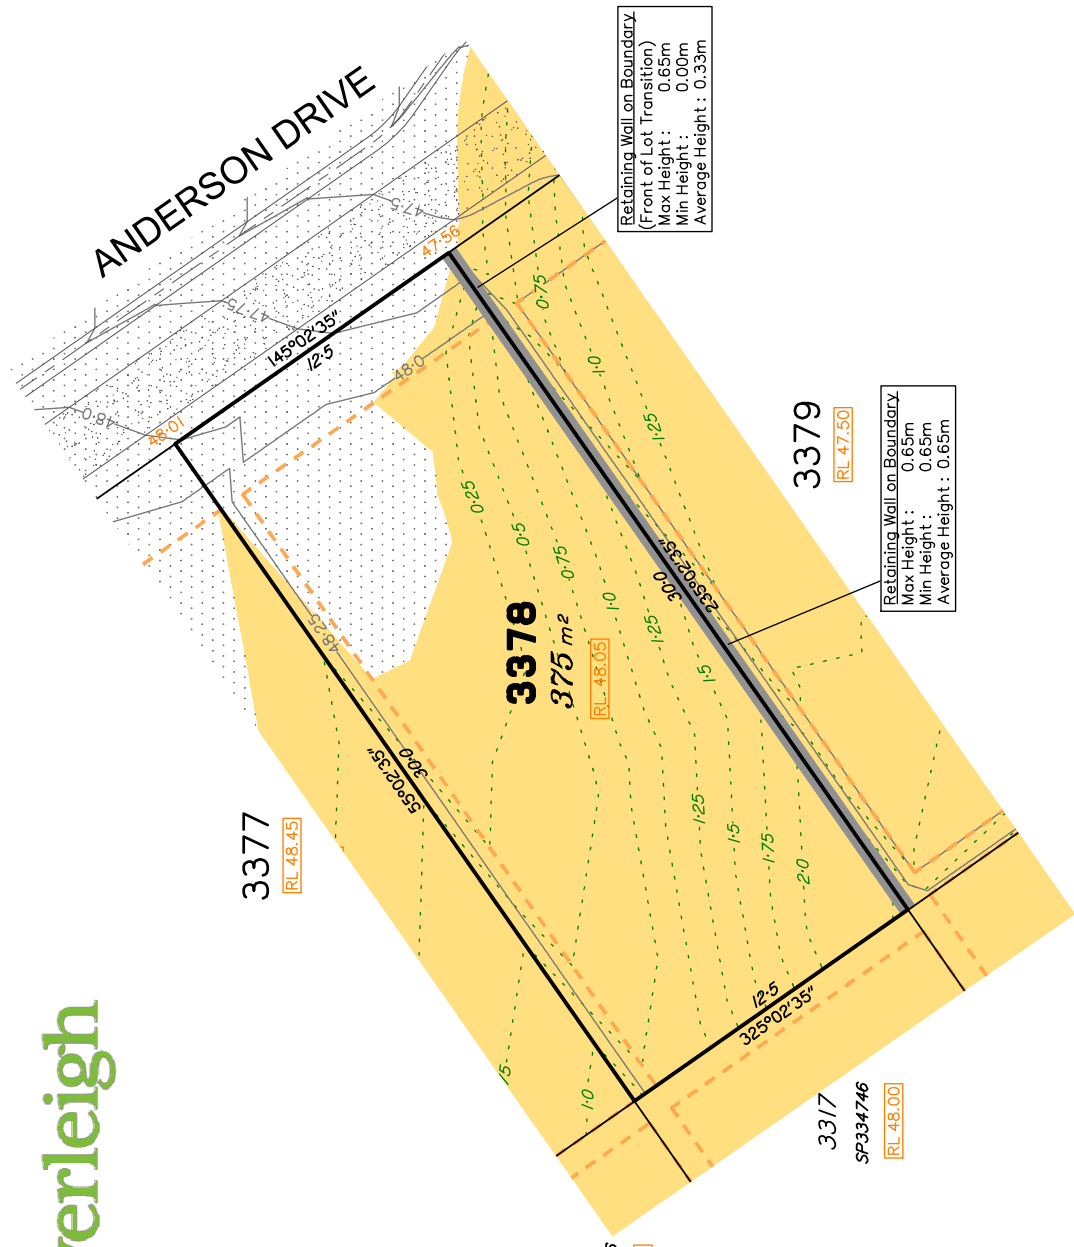 ANDERSON DRIVE
Retaining Wall on Boundary
(Front of Lot Transition)
Max Height : 0.65m
Min Height : 0.00m
Average Height : 0.33m
47·5
47·56
47·75
145°02'35"
12·5
48·0
48·0
48·01
0·75
1·0
1·25
3379
RL 47.50
Retaining Wall on Boundary
Max Height : 0.65m
Min Height : 0.65m
Average Height : 0.65m
0·25
0·5
0·75
1·0
1·25
1·5
30·0
235°02'35"
3378
375 m²
RL 48.05
48·25
55°02'35"
30·0
3377
RL 48.45
1·25
1·5
1·75
2·0
12·5
325°02'35"
1·0
3317
SP334746
RL 48.00
verleigh